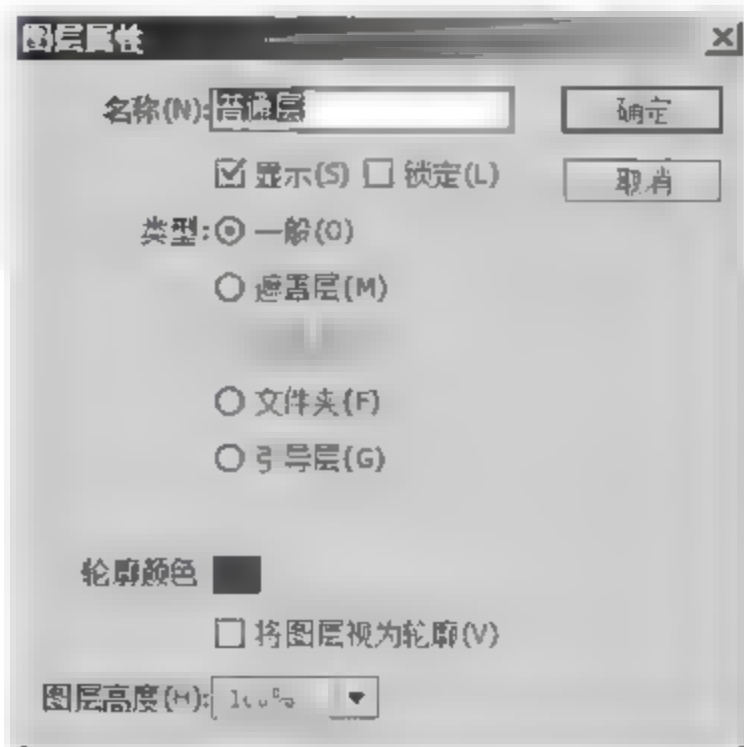 图层属性
名称(N): 普通层 确定
显示(S) 锁定(L) 取消
类型: 一般(O)
遮罩层(M)
文件夹(F)
引导层(G)
轮廓颜色
将图层视为轮廓(V)
图层高度(H): 100%